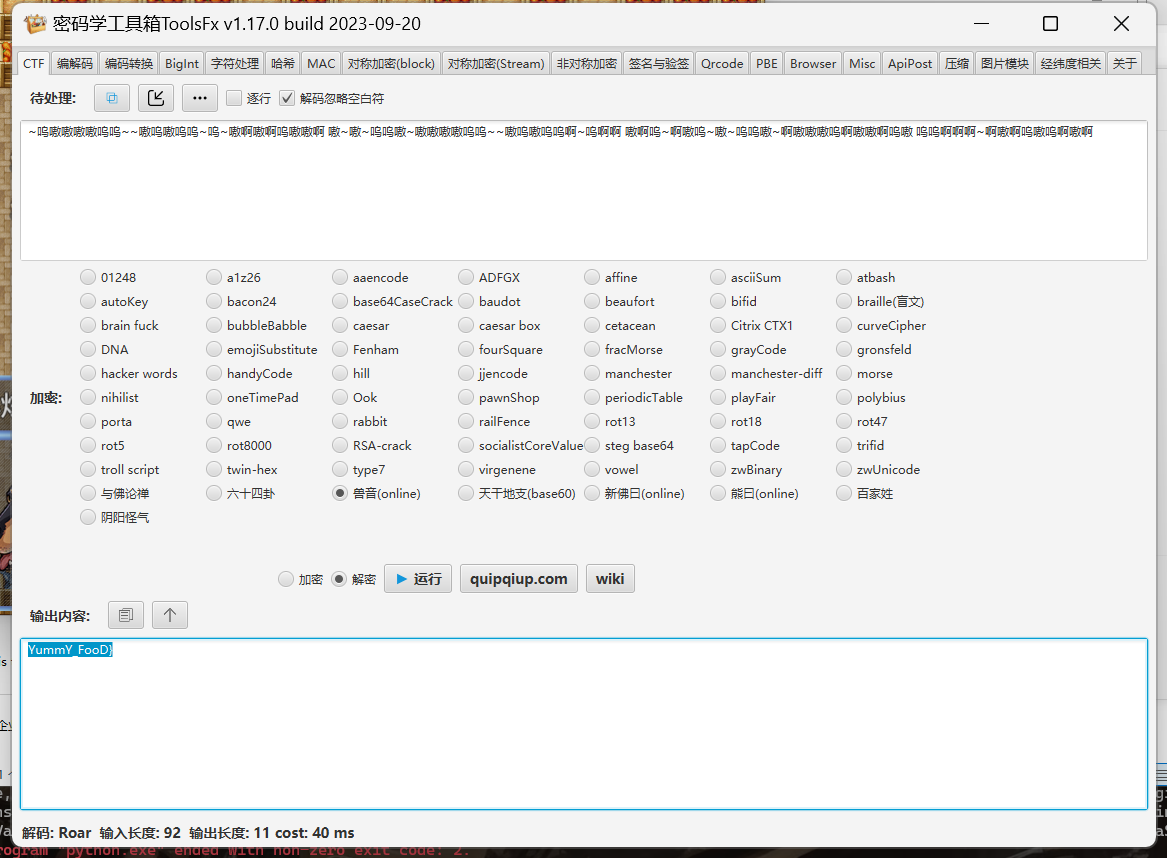 密码学工具箱ToolsFx v1.17.0 build 2023-09-20
CTF 编解码 编码转换 BigInt 字符处理 哈希 MAC 对称加密(block) 对称加密(Stream) 非对称加密 签名与验签 Qrcode PBE Browser Misc ApiPost 压缩 图片模块 经纬度相关 关于
待处理: 逐行 解码忽略空白符
~呜嗷嗷嗷嗷呜呜~~嗷呜嗷呜呜~呜~嗷啊嗷啊呜嗷嗷啊 嗷~嗷~呜呜嗷~嗷嗷嗷嗷呜呜~~嗷呜嗷呜呜啊~呜啊啊 嗷啊呜~啊嗷呜~嗷~呜呜嗷~啊嗷嗷嗷呜啊嗷嗷啊呜嗷 呜呜啊啊啊~啊嗷啊呜嗷呜啊嗷啊
01248 a1z26 aaencode ADFGX affine asciiSum atbash
autoKey bacon24 base64CaseCrack baudot beaufort bifid braille(盲文)
brain fuck bubbleBabble caesar caesar box cetacean Citrix CTX1 curveCipher
DNA emojiSubstitute Fenham fourSquare fracMorse grayCode gronsfeld
hacker words handyCode hill jjencode manchester manchester-diff morse
加密: nihilist oneTimePad Ook pawnShop periodicTable playFair polybius
porta qwe rabbit railFence rot13 rot18 rot47
rot5 rot8000 RSA-crack socialistCoreValue steg base64 tapCode trifid
troll script twin-hex type7 virgenene vowel zwBinary zwUnicode
与佛论禅 六十四卦 兽音(online) 天干地支(base60) 新佛曰(online) 熊曰(online) 百家姓
阴阳怪气
加密 解密 运行 quipqiup.com wiki
输出内容:
YummY_FooD}
解码: Roar 输入长度: 92 输出长度: 11 cost: 40 ms
program "python.exe" ended with non-zero exit code: 2.